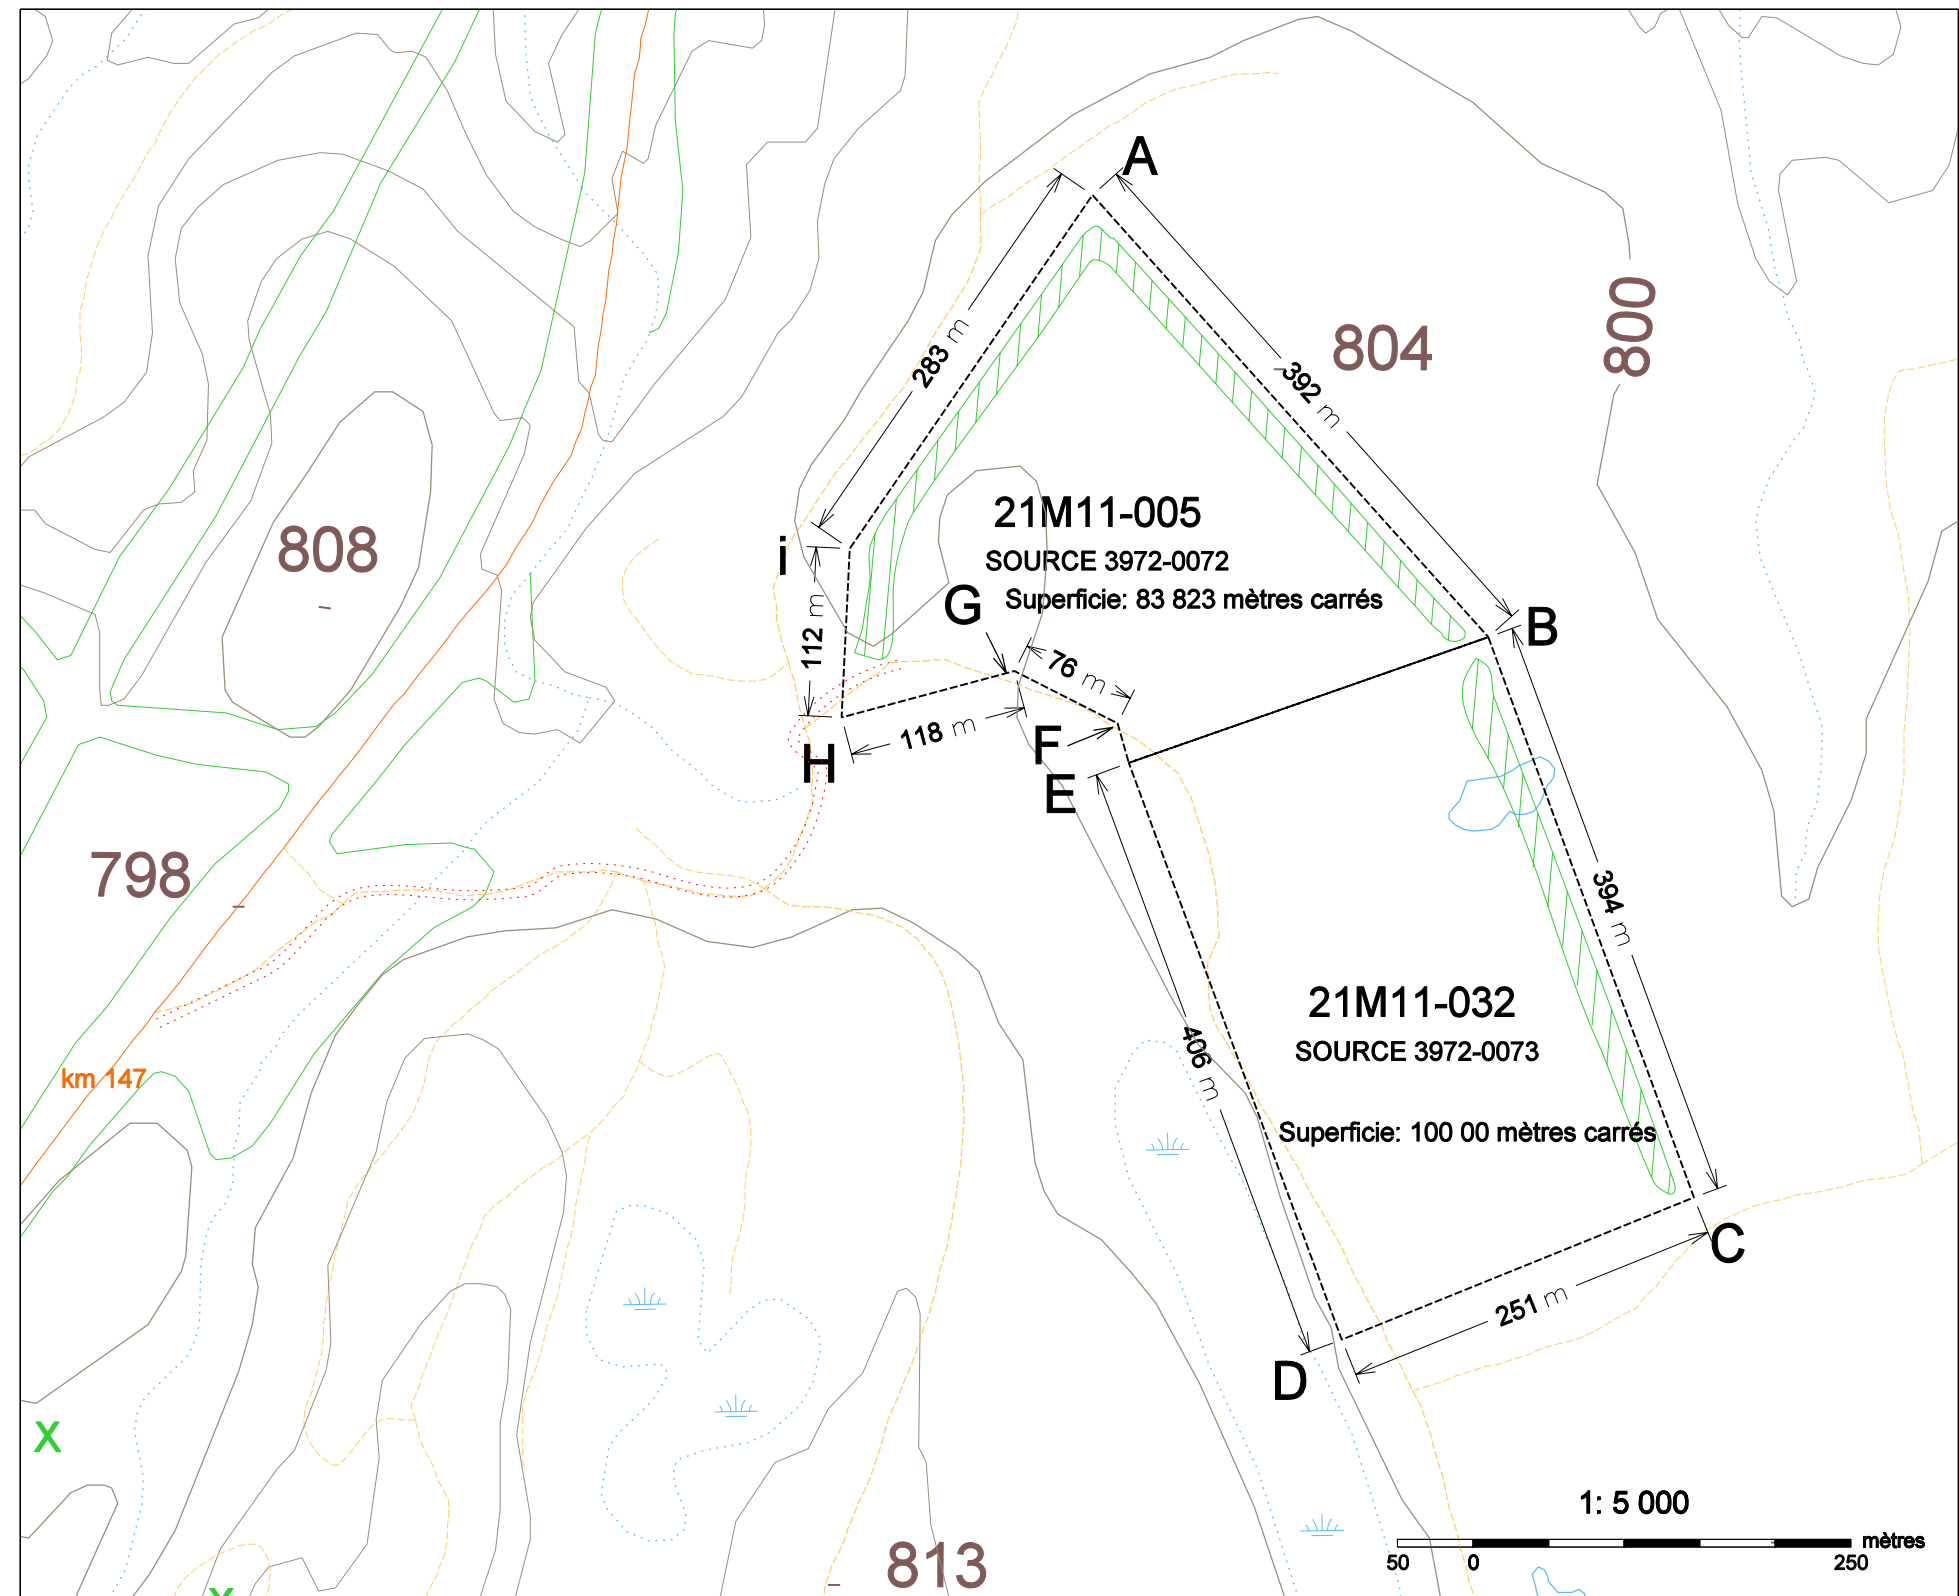 A
283 m
392 m
804
800
21M11-005
SOURCE 3972-0072
Superficie: 83 823 mètres carrés
808
i
G
B
112 m
76 m
118 m
F
H
E
798
394 m
21M11-032
SOURCE 3972-0073
406 m
km 147
Superficie: 100 00 mètres carrés
C
251 m
D
X
1: 5 000
mètres
50 0 250
813
X